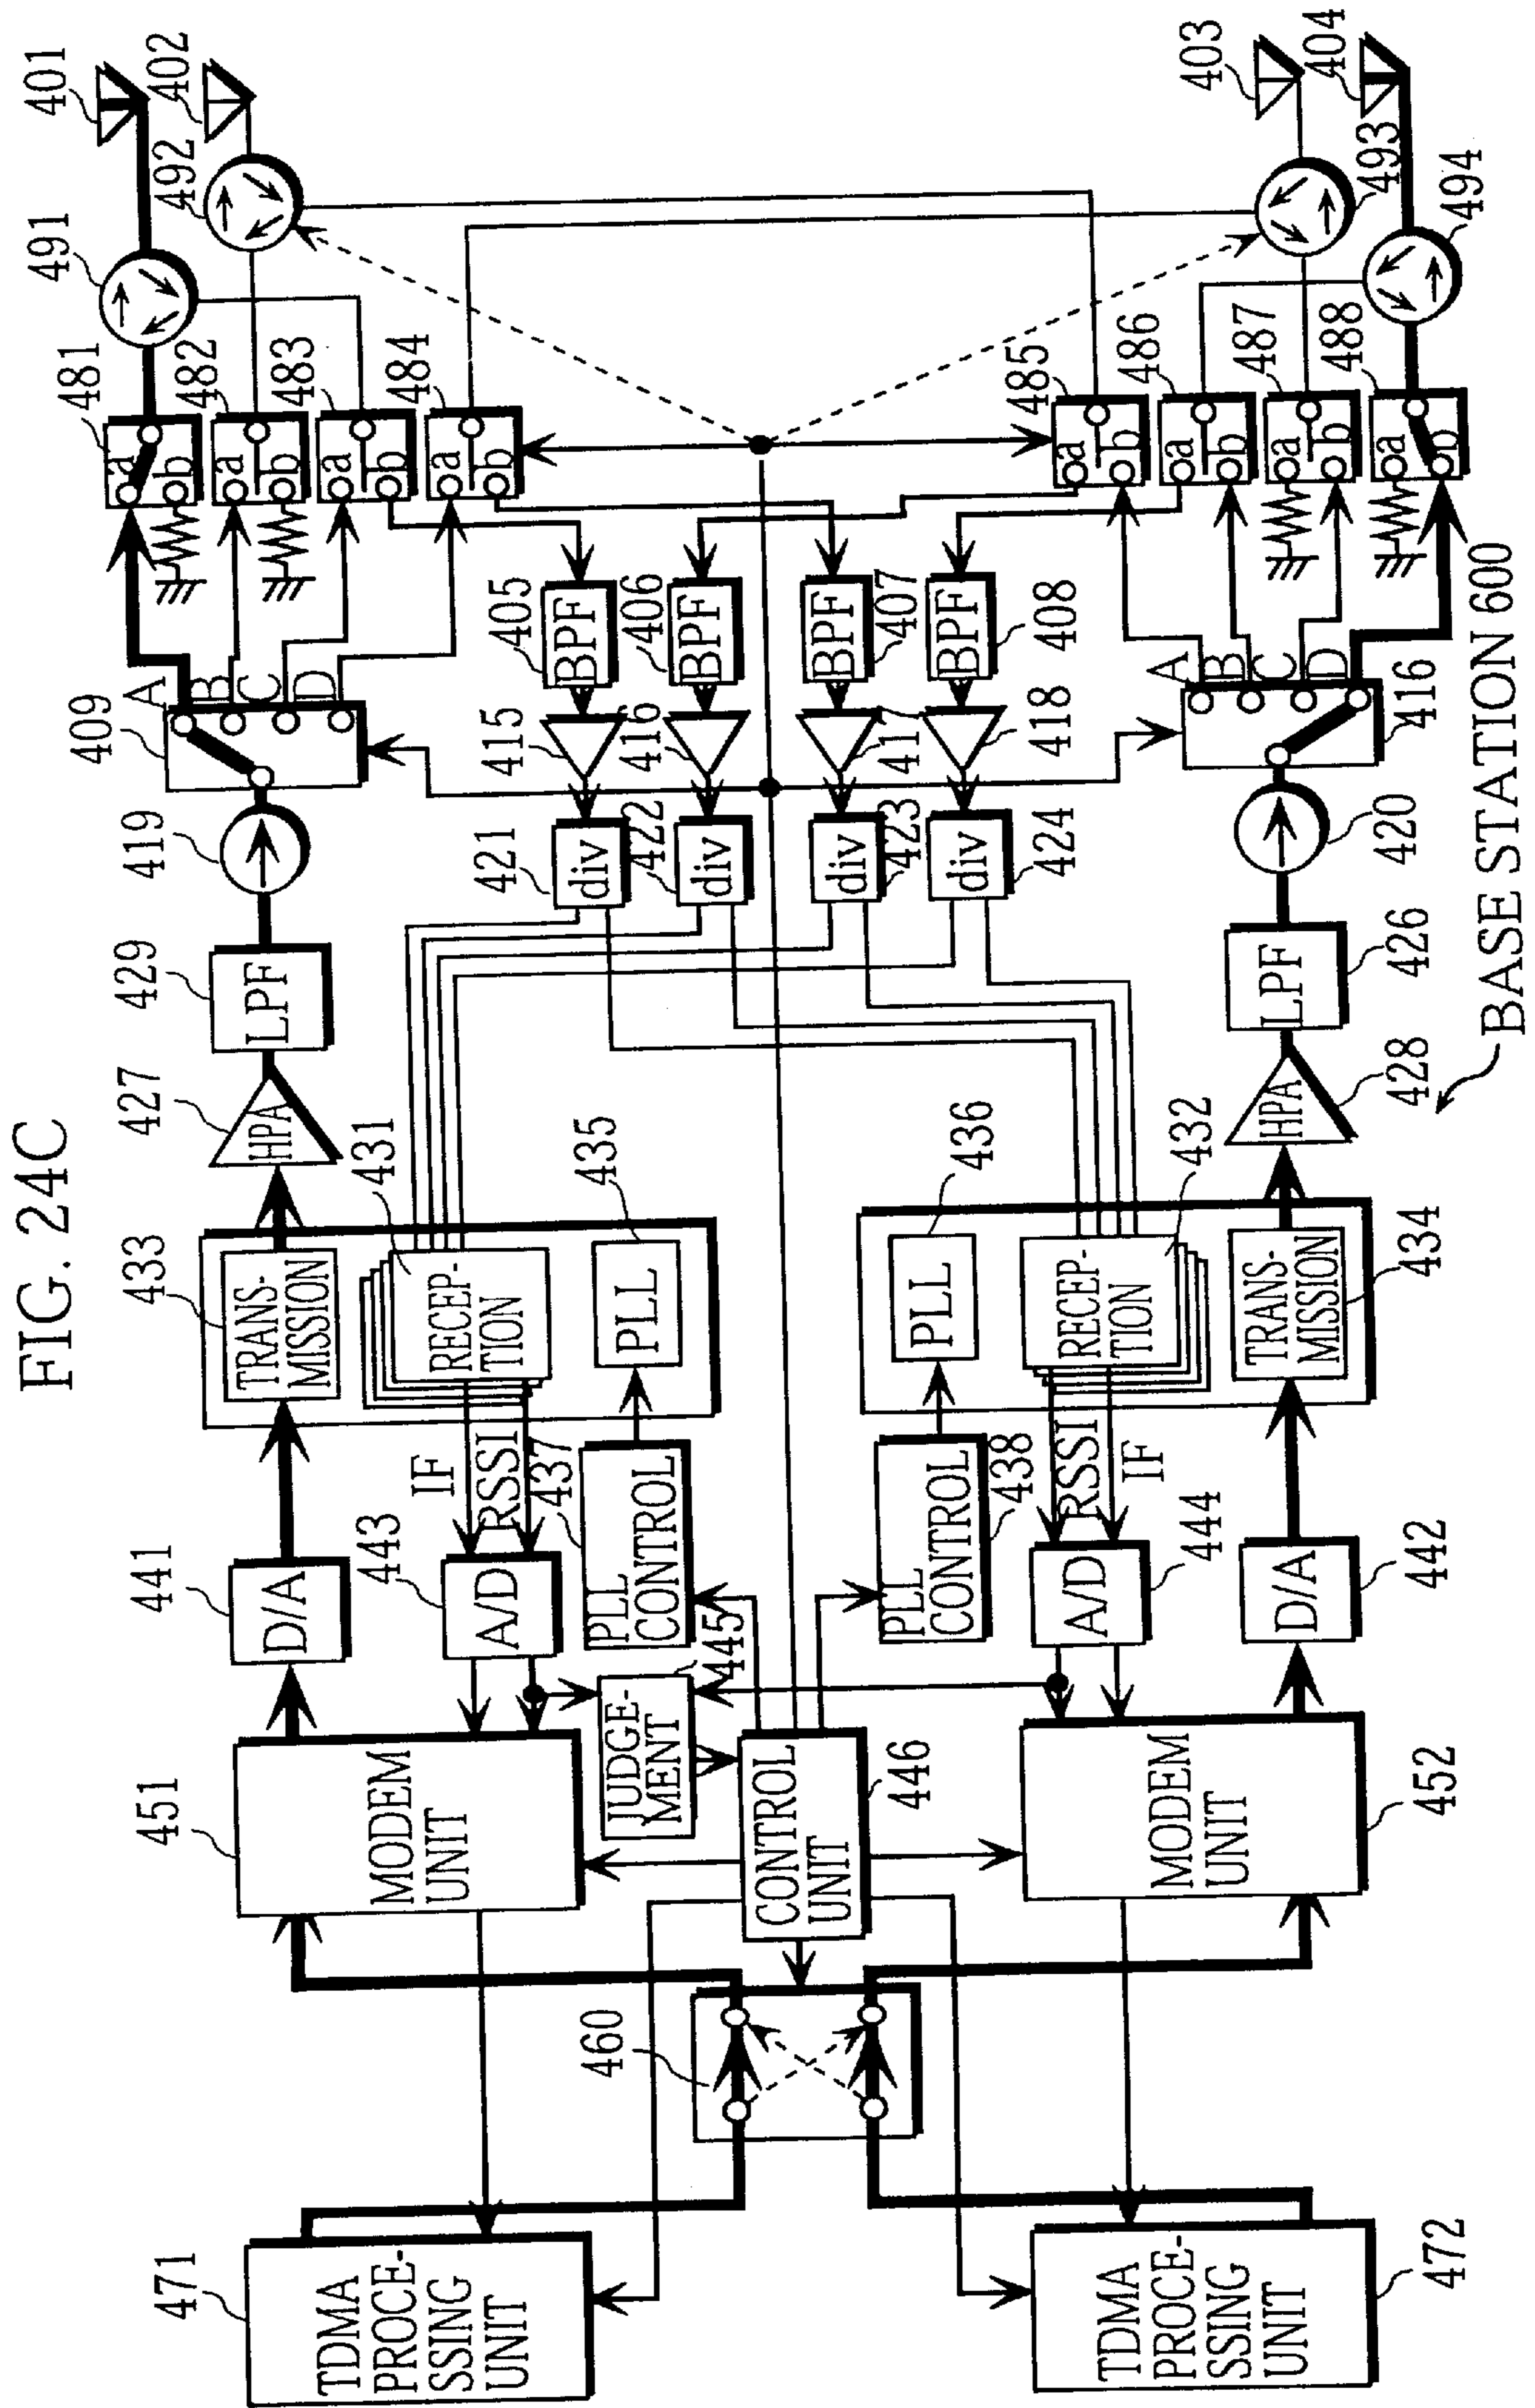 FIG. 24C
401
402
491
492
481
482
483
484
a
b
a
b
a
b
a
b
409
A
B
C
D
419
429
LPF
427
HPA
433
TRANS-
MISSION
431
RECEP-
TION
435
PLL
441
D/A
443
A/D
IF
RSSI
437
PLL
CONTROL
451
MODEM
UNIT
445
JUDGE-
MENT
471
TDMA
PROCE-
SSING
UNIT
460
CONTROL
UNIT
446
405
BPF
406
BPF
407
BPF
408
BPF
415
416
417
418
421
div
422
div
423
div
424
div
403
404
493
494
485
486
487
488
a
b
a
b
a
b
a
b
A
B
C
D
416
420
426
LPF
428
HPA
436
PLL
432
RECEP-
TION
434
TRANS-
MISSION
438
PLL
CONTROL
RSSI
IF
444
A/D
442
D/A
452
MODEM
UNIT
472
TDMA
PROCE-
SSING
UNIT
BASE STATION 600